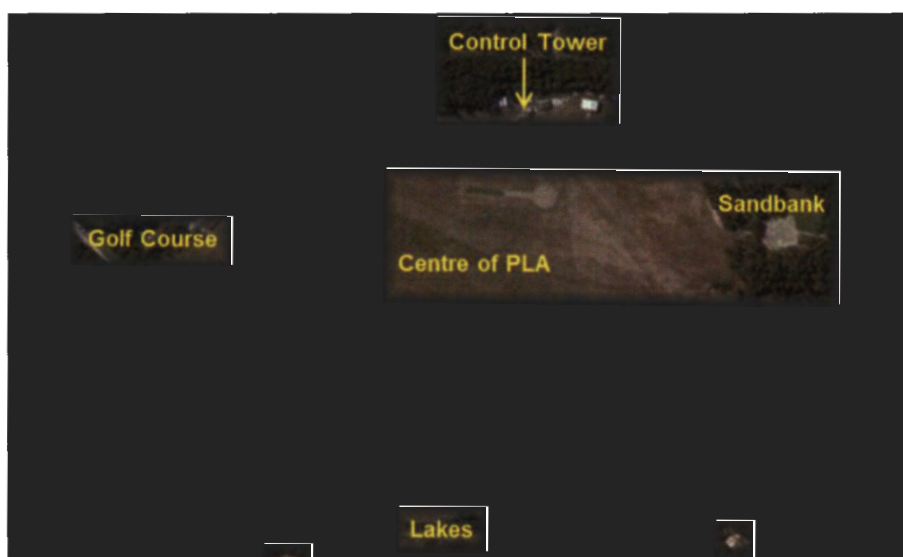 Control Tower
Sandbank
Golf Course
Centre of PLA
Lakes